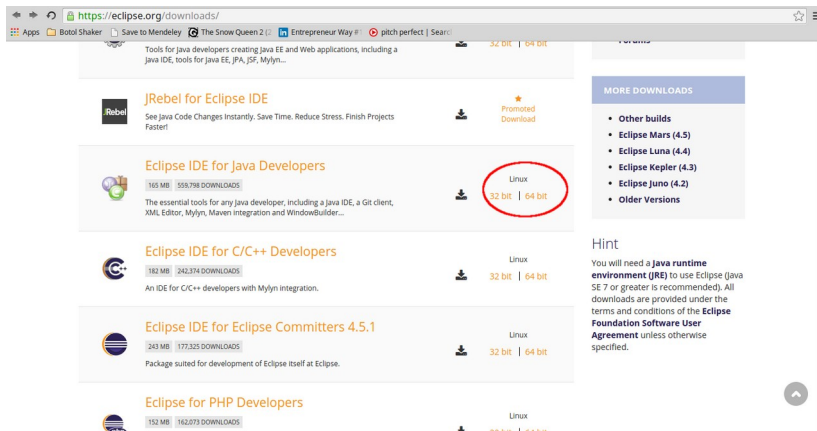 https://eclipse.org/downloads/
Apps Botol Shaker Save to Mendeley The Snow Queen 2 (2 Entrepreneur Way # pitch perfect | Searc
Tools for Java developers creating Java EE and Web applications, including a
Java IDE, tools for Java EE, JPA, JSF, Mylyn...
32 bit | 64 bit
JRebel for Eclipse IDE
JRebel
See Java Code Changes Instantly. Save Time. Reduce Stress. Finish Projects
Faster!
Promoted
Download
Eclipse IDE for Java Developers
165 MB 559,798 DOWNLOADS
The essential tools for any Java developer, including a Java IDE, a Git client,
XML Editor, Mylyn, Maven integration and WindowBuilder...
Linux
32 bit | 64 bit
Eclipse IDE for C/C++ Developers
182 MB 242,374 DOWNLOADS
An IDE for C/C++ developers with Mylyn integration.
Linux
32 bit | 64 bit
Eclipse IDE for Eclipse Committers 4.5.1
243 MB 177,325 DOWNLOADS
Package suited for development of Eclipse itself at Eclipse.
Linux
32 bit | 64 bit
Eclipse for PHP Developers
152 MB 162,073 DOWNLOADS
Linux
Forums
MORE DOWNLOADS
• Other builds
• Eclipse Mars (4.5)
• Eclipse Luna (4.4)
• Eclipse Kepler (4.3)
• Eclipse Juno (4.2)
• Older Versions
Hint
You will need a Java runtime
environment (JRE) to use Eclipse (Java
SE 7 or greater is recommended). All
downloads are provided under the
terms and conditions of the Eclipse
Foundation Software User
Agreement unless otherwise
specified.